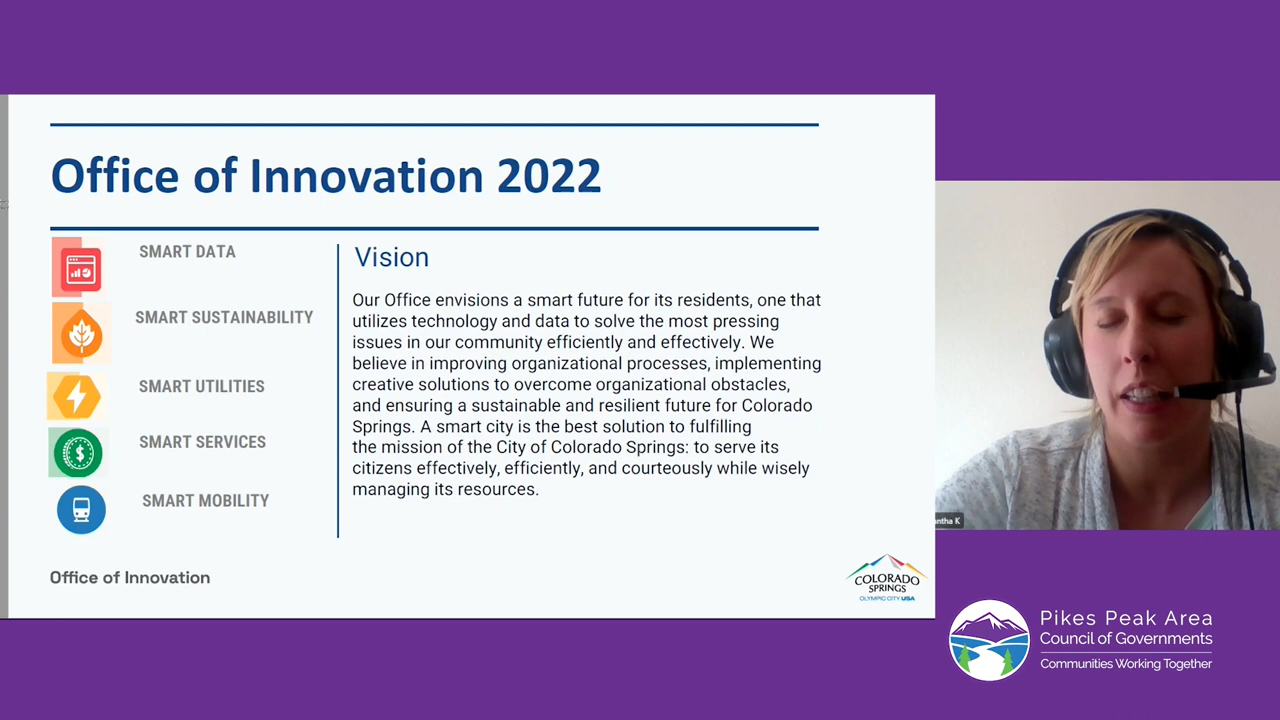 Office of Innovation 2022
SMART DATA
SMART SUSTAINABILITY
SMART UTILITIES
SMART SERVICES
SMART MOBILITY
Vision
Our Office envisions a smart future for its residents, one that
utilizes technology and data to solve the most pressing
issues in our community efficiently and effectively. We
believe in improving organizational processes, implementing
creative solutions to overcome organizational obstacles,
and ensuring a sustainable and resilient future for Colorado
Springs. A smart city is the best solution to fulfilling
the mission of the City of Colorado Springs: to serve its
citizens effectively, efficiently, and courteously while wisely
managing its resources.
Office of Innovation
COLORADO
SPRINGS
OLYMPIC CITY USA
antha K
Pikes Peak Area
Council of Governments
Communities Working Together